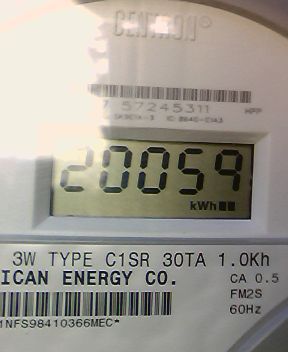 CENTRON®
57245311
20059
kWh
3W TYPE C1SR 30TA 1.0Kh
ICAN ENERGY CO.
CA 0.5
FM2S
60Hz
1NFS98410366MEC*